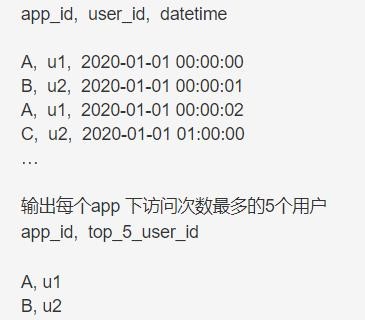 app_id, user_id, datetime
A, u1, 2020-01-01 00:00:00
B, u2, 2020-01-01 00:00:01
A, u1, 2020-01-01 00:00:02
C, u2, 2020-01-01 01:00:00
…
输出每个app 下访问次数最多的5个用户
app_id, top_5_user_id
A, u1
B, u2